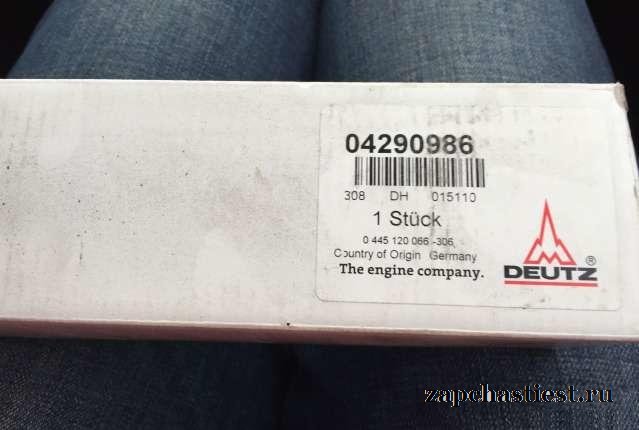 04290986
308 DH 015110
1 Stück
0 445 120 066 -306,
Country of Origin Germany
The engine company.
DEUTZ ®
zapchastiest.ru